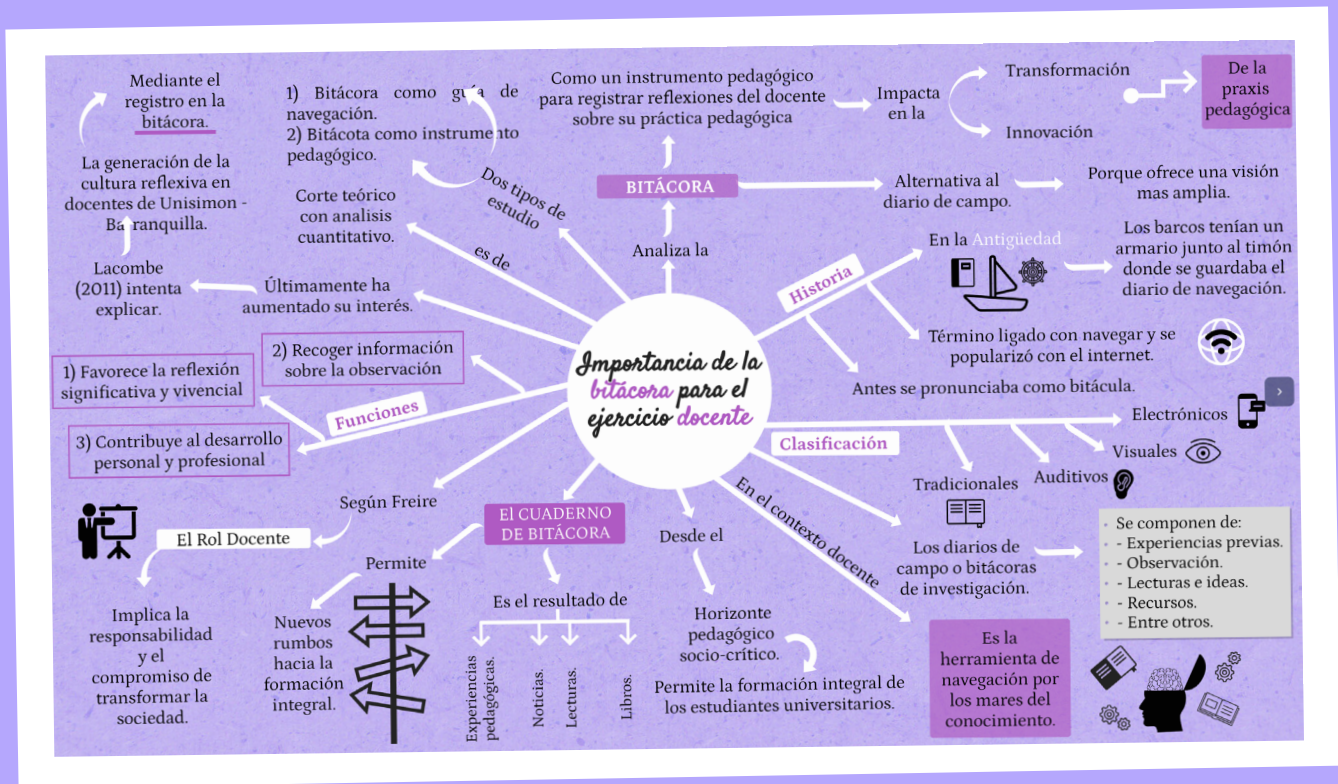 Mediante el
registro en la
bitácora.
La generación de la
cultura reflexiva en
docentes de Unisimon -
Barranquilla.
Lacombe
(2011) intenta
explicar.
Últimamente ha
aumentado su interés.
1) Bitácora como guía de
navegación.
2) Bitácota como instrumento
pedagógico.
Dos tipos de
estudio
Corte teórico
con analisis
cuantitativo.
es de
Como un instrumento pedagógico
para registrar reflexiones del docente
sobre su práctica pedagógica
Impacta
en la
Transformación
Innovación
De la
praxis
pedagógica
BITÁCORA
Analiza la
Alternativa al
diario de campo.
Porque ofrece una visión
mas amplia.
Historia
En la Antigüedad
Los barcos tenían un
armario junto al timón
donde se guardaba el
diario de navegación.
Término ligado con navegar y se
popularizó con el internet.
Antes se pronunciaba como bitácula.
Importancia de la
bitácora para el
ejercicio docente
Funciones
1) Favorece la reflexión
significativa y vivencial
2) Recoger información
sobre la observación
3) Contribuye al desarrollo
personal y profesional
Clasificación
Electrónicos
Visuales
Auditivos
Tradicionales
Los diarios de
campo o bitácoras
de investigación.
Se componen de:
- Experiencias previas.
- Observación.
- Lecturas e ideas.
- Recursos.
- Entre otros.
En el contexto docente
Es la
herramienta de
navegación por
los mares del
conocimiento.
Según Freire
El Rol Docente
Implica la
responsabilidad
y el
compromiso de
transformar la
sociedad.
El CUADERNO
DE BITÁCORA
Permite
Nuevos
rumbos
hacia la
formación
integral.
Es el resultado de
Experiencias
pedagógicas.
Noticias.
Lecturas.
Libros.
Desde el
Horizonte
pedagógico
socio-crítico.
Permite la formación integral de
los estudiantes universitarios.